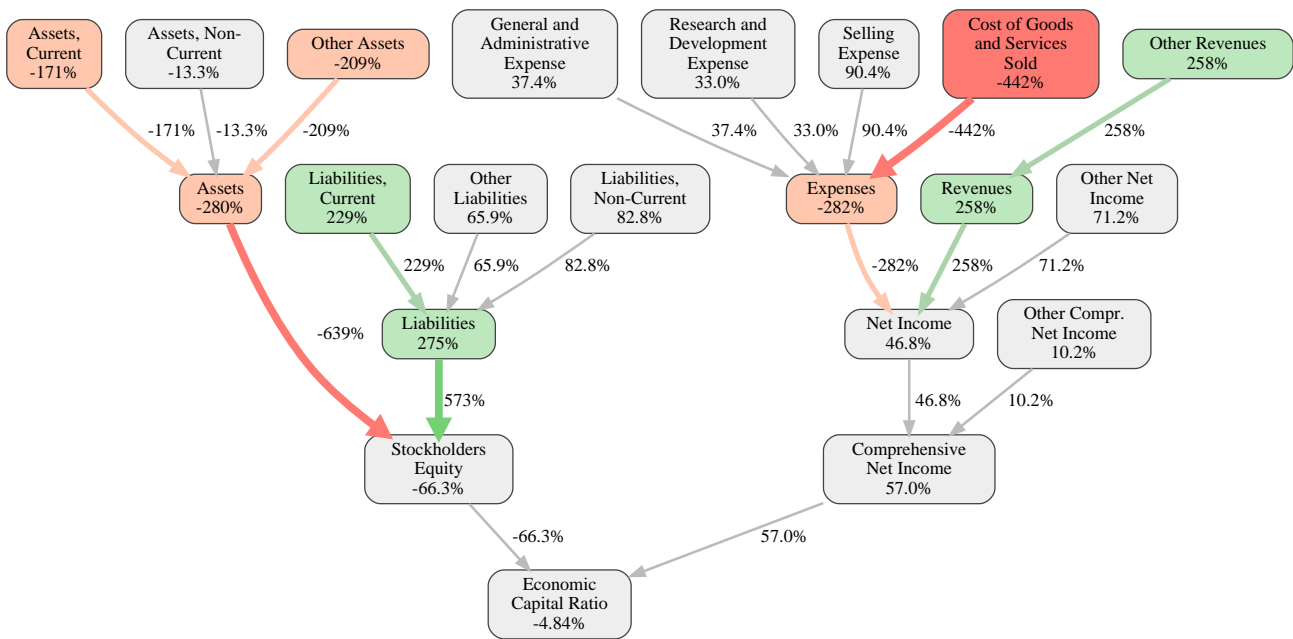 Assets,
Current
-171%
Assets, Non-
Current
-13.3%
Other Assets
-209%
General and
Administrative
Expense
37.4%
Research and
Development
Expense
33.0%
Selling
Expense
90.4%
Cost of Goods
and Services
Sold
-442%
Other Revenues
258%
-171%
-13.3%
-209%
37.4%
33.0%
90.4%
-442%
258%
Assets
-280%
Liabilities,
Current
229%
Other
Liabilities
65.9%
Liabilities,
Non-Current
82.8%
Expenses
-282%
Revenues
258%
Other Net
Income
71.2%
229%
65.9%
82.8%
-282%
258%
71.2%
-639%
Liabilities
275%
Net Income
46.8%
Other Compr.
Net Income
10.2%
573%
46.8%
10.2%
Stockholders
Equity
-66.3%
Comprehensive
Net Income
57.0%
-66.3%
57.0%
Economic
Capital Ratio
-4.84%